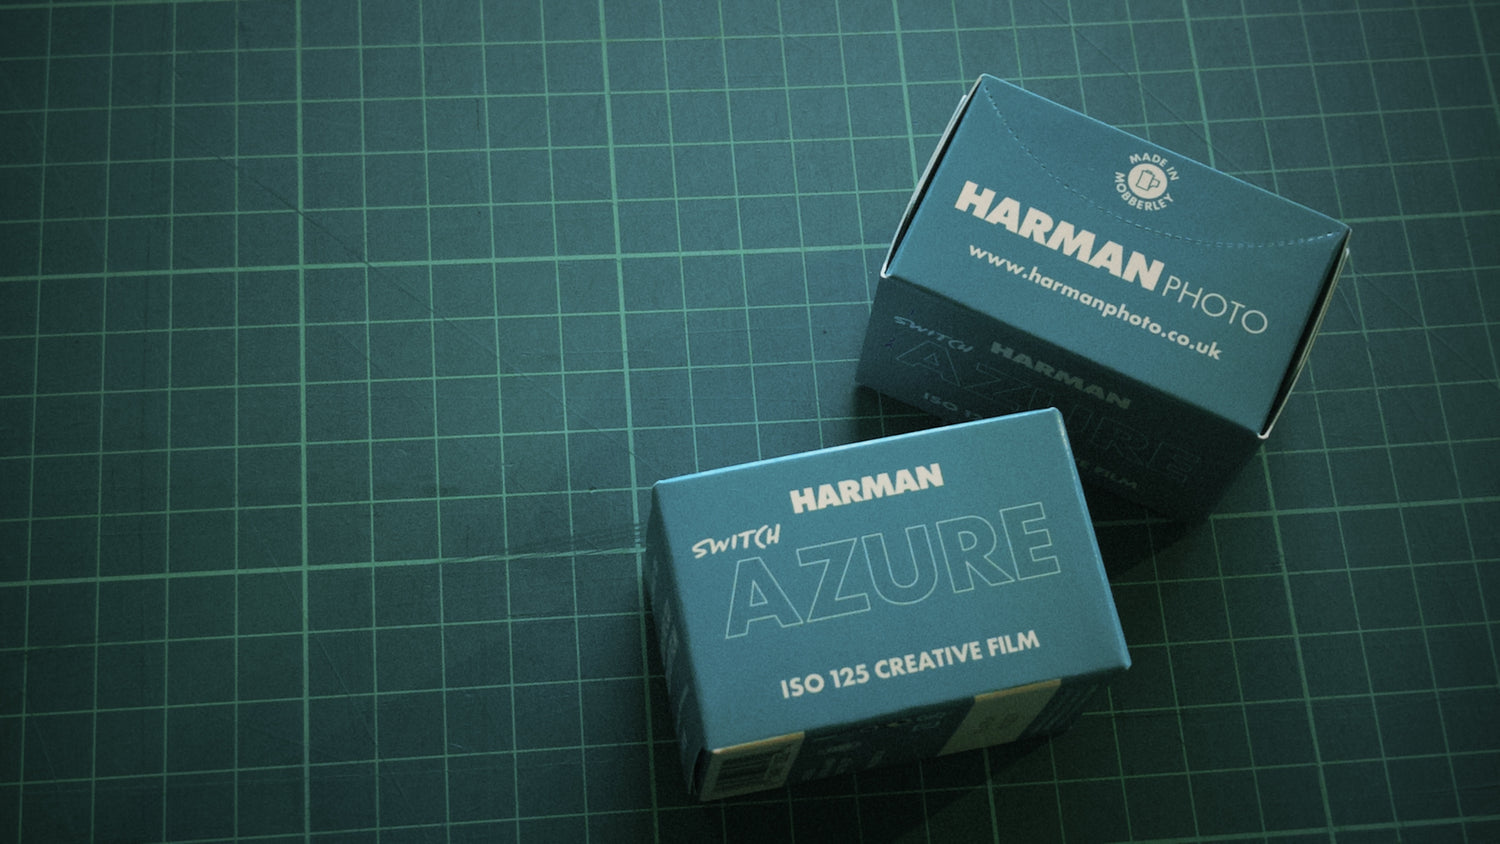 MADE IN
MOBBERLEY
HARMAN PHOTO
www.harmanphoto.co.uk
SWITCH
HARMAN
AZURE
ISO
FILM
HARMAN
SWITCH
AZURE
ISO 125 CREATIVE FILM